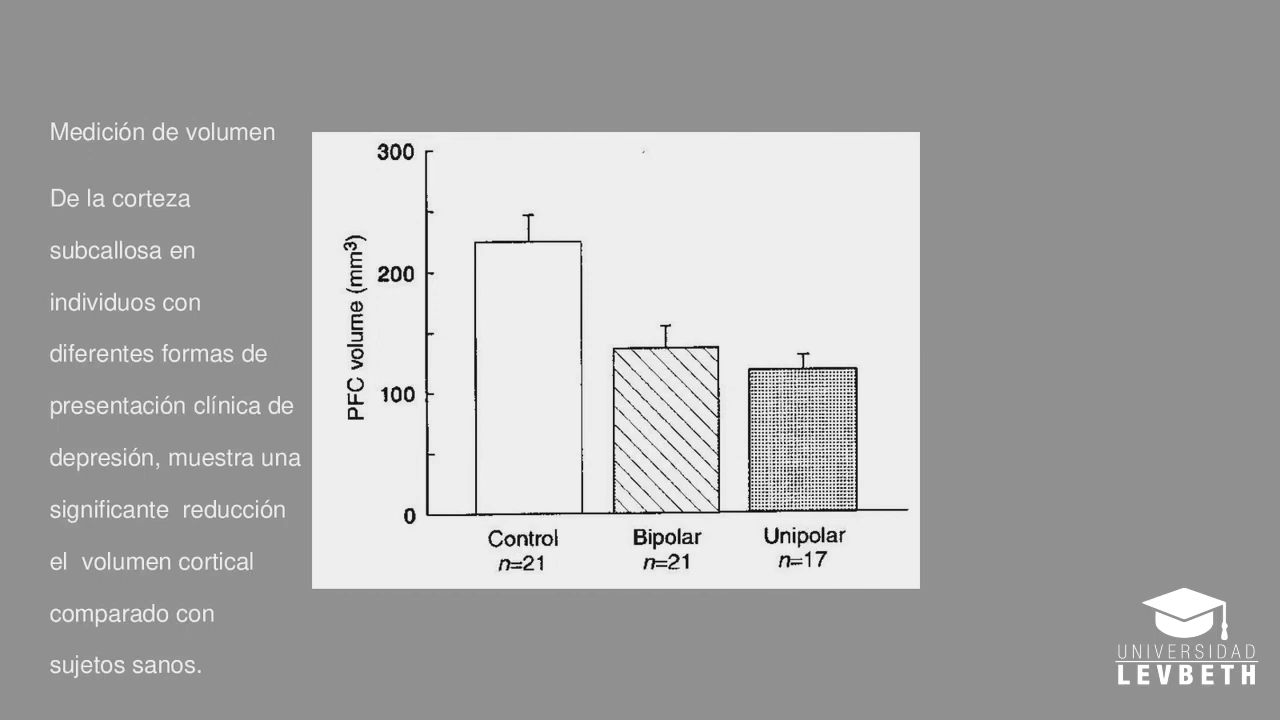 Medición de volumen
De la corteza
subcallosa en
individuos con
diferentes formas de
presentación clínica de
depresión, muestra una
significante  reducción
el  volumen cortical
comparado con
sujetos sanos.
PFC volume (mm³)
300
200
100
0
Control
n=21
Bipolar
n=21
Unipolar
n=17
UNIVERSIDAD
LEVBETH